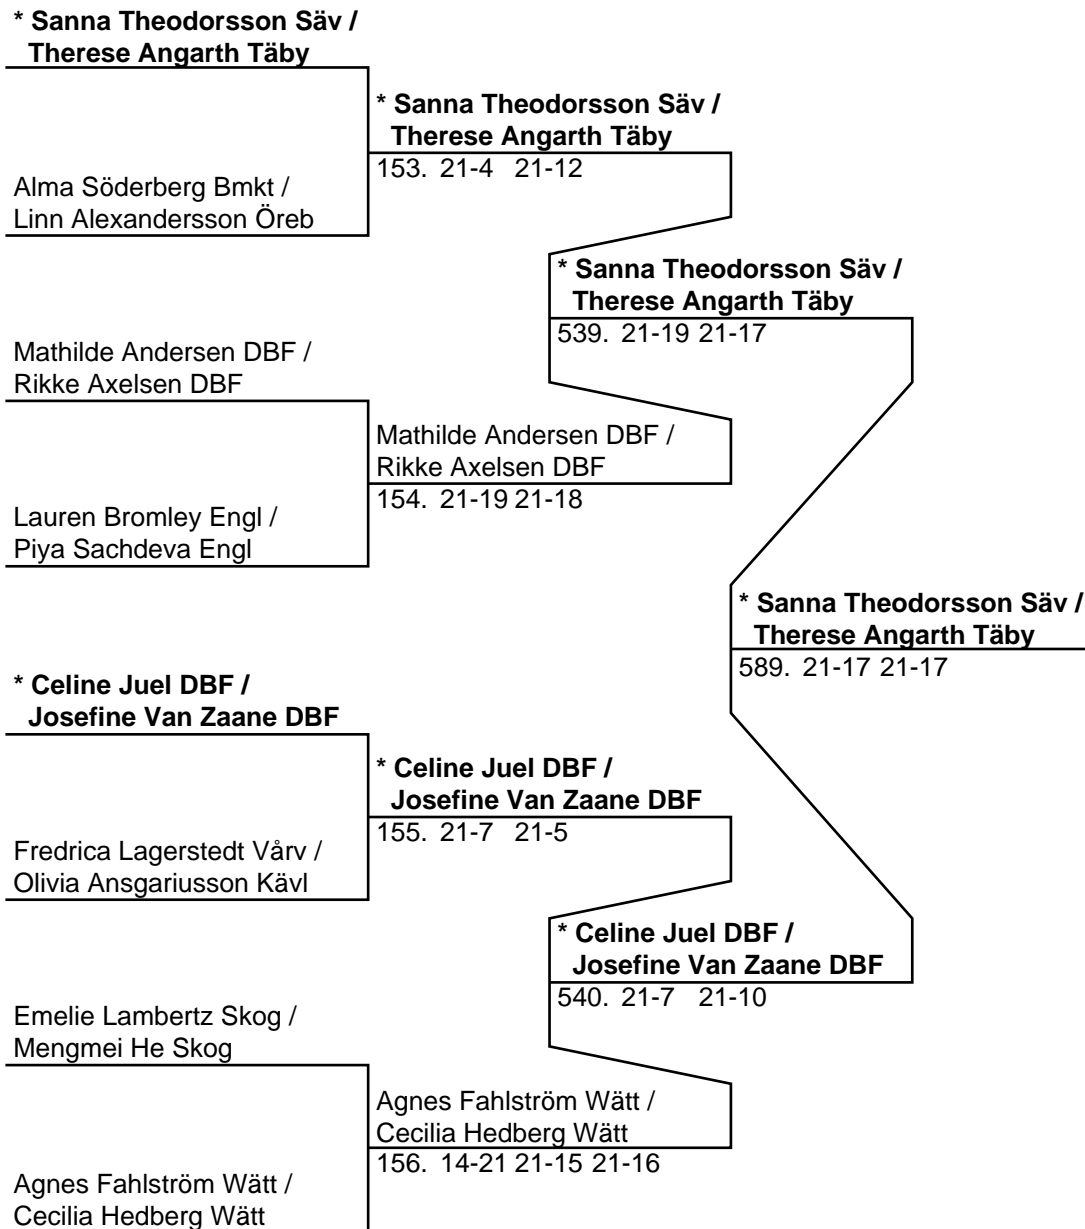 * Sanna Theodorsson Säv /
Therese Angarth Täby
* Sanna Theodorsson Säv /
Therese Angarth Täby
153. 21-4 21-12
Alma Söderberg Bmkt /
Linn Alexandersson Öreb
* Sanna Theodorsson Säv /
Therese Angarth Täby
539. 21-19 21-17
Mathilde Andersen DBF /
Rikke Axelsen DBF
Mathilde Andersen DBF /
Rikke Axelsen DBF
154. 21-19 21-18
Lauren Bromley Engl /
Piya Sachdeva Engl
* Sanna Theodorsson Säv /
Therese Angarth Täby
589. 21-17 21-17
* Celine Juel DBF /
Josefine Van Zaane DBF
* Celine Juel DBF /
Josefine Van Zaane DBF
155. 21-7 21-5
Fredrica Lagerstedt Vårv /
Olivia Ansgariusson Kävl
* Celine Juel DBF /
Josefine Van Zaane DBF
540. 21-7 21-10
Emelie Lambertz Skog /
Mengmei He Skog
Agnes Fahlström Wätt /
Cecilia Hedberg Wätt
156. 14-21 21-15 21-16
Agnes Fahlström Wätt /
Cecilia Hedberg Wätt